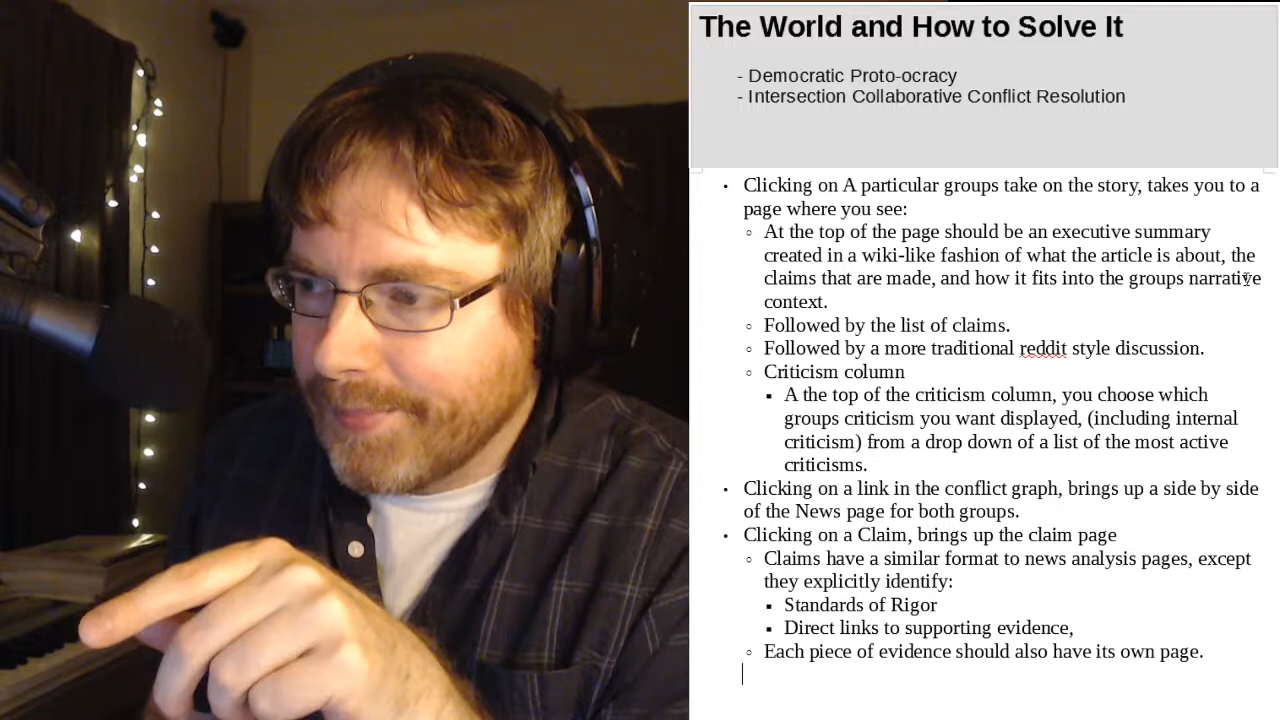 The World and How to Solve It
- Democratic Proto-ocracy
- Intersection Collaborative Conflict Resolution
• Clicking on A particular groups take on the story, takes you to a
page where you see:
◦ At the top of the page should be an executive summary
created in a wiki-like fashion of what the article is about, the
claims that are made, and how it fits into the groups narrative
context.
◦ Followed by the list of claims.
◦ Followed by a more traditional reddit style discussion.
◦ Criticism column
▪ A the top of the criticism column, you choose which
groups criticism you want displayed, (including internal
criticism) from a drop down of a list of the most active
criticisms.
• Clicking on a link in the conflict graph, brings up a side by side
of the News page for both groups.
• Clicking on a Claim, brings up the claim page
◦ Claims have a similar format to news analysis pages, except
they explicitly identify:
▪ Standards of Rigor
▪ Direct links to supporting evidence,
◦ Each piece of evidence should also have its own page.